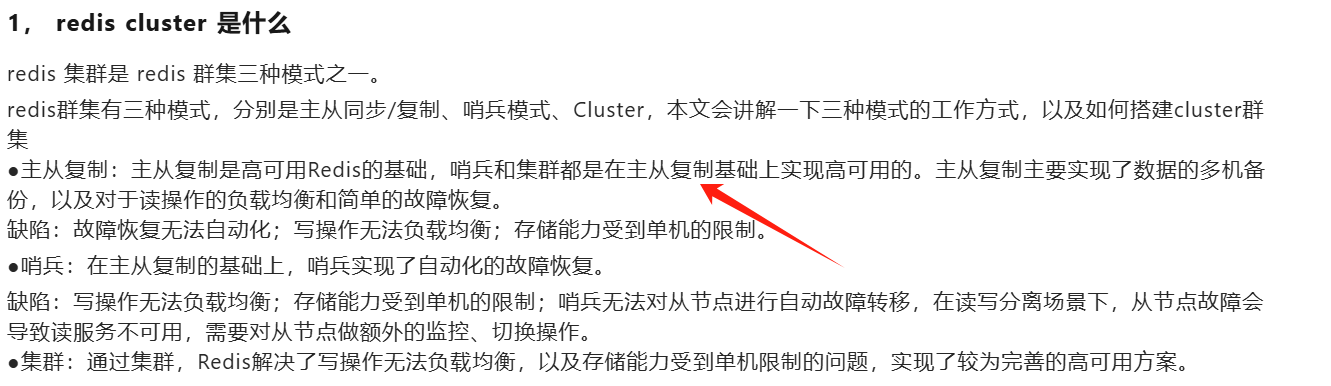 1， redis cluster 是什么
redis 集群是 redis 群集三种模式之一。
redis群集有三种模式，分别是主从同步/复制、哨兵模式、Cluster，本文会讲解一下三种模式的工作方式，以及如何搭建cluster群
集
●主从复制：主从复制是高可用Redis的基础，哨兵和集群都是在主从复制基础上实现高可用的。主从复制主要实现了数据的多机备
份，以及对于读操作的负载均衡和简单的故障恢复。
缺陷：故障恢复无法自动化；写操作无法负载均衡；存储能力受到单机的限制。
●哨兵：在主从复制的基础上，哨兵实现了自动化的故障恢复。
缺陷：写操作无法负载均衡；存储能力受到单机的限制；哨兵无法对从节点进行自动故障转移，在读写分离场景下，从节点故障会
导致读服务不可用，需要对从节点做额外的监控、切换操作。
●集群：通过集群，Redis解决了写操作无法负载均衡，以及存储能力受到单机限制的问题，实现了较为完善的高可用方案。